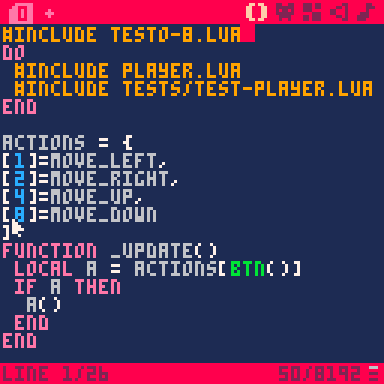 0 +
#INCLUDE TESTO-8.LUA
DO
 #INCLUDE PLAYER.LUA
 #INCLUDE TESTS/TEST-PLAYER.LUA
END

ACTIONS = {
[1]=MOVE_LEFT,
[2]=MOVE_RIGHT,
[4]=MOVE_UP,
[8]=MOVE_DOWN
}
FUNCTION _UPDATE()
 LOCAL A = ACTIONS[BTN()]
 IF A THEN
  A()
 END
END
LINE 1/26 50/8192